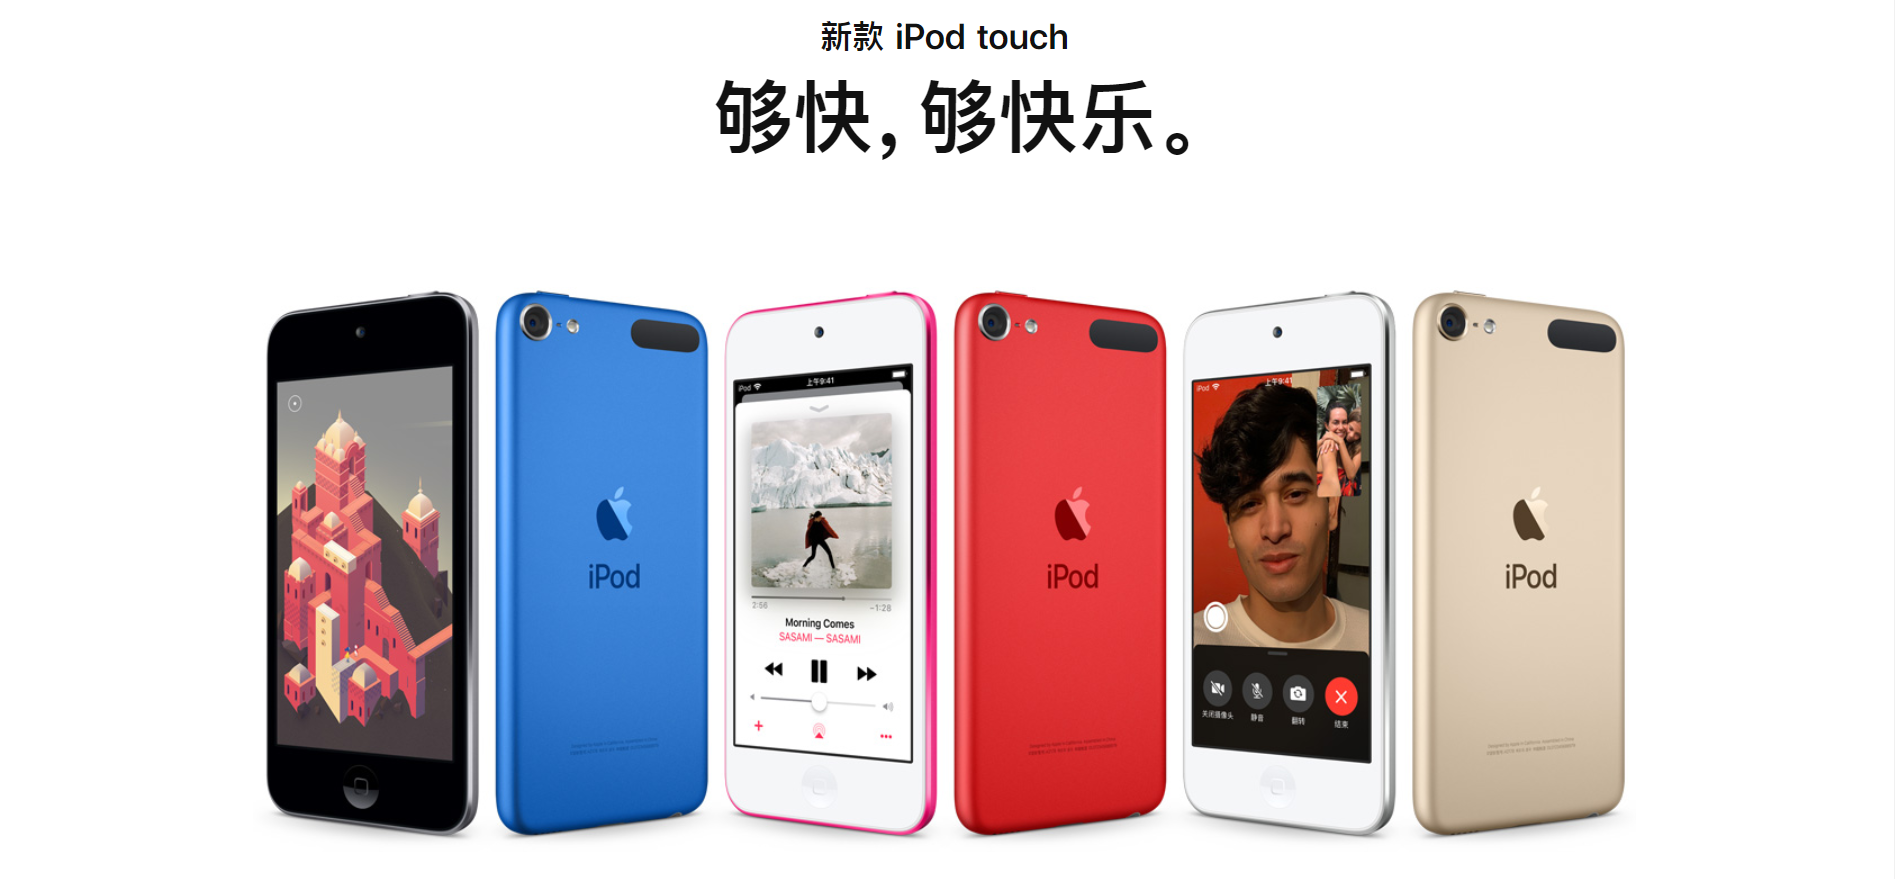 新款 iPod touch
够快，够快乐。
iPod
iPod 上午9:41
2:56 -1:28
Morning Comes
SASAMI — SASAMI
iPod
iPod 上午9:41
关闭摄像头 静音 翻转 结束
iPod